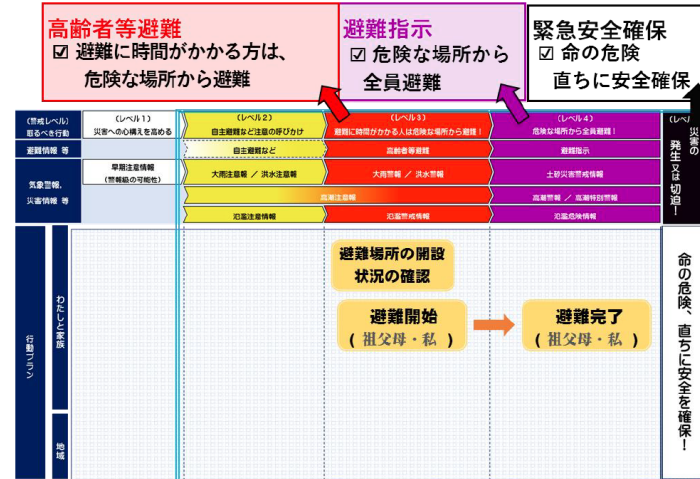 高齢者等避難
☑ 避難に時間がかかる方は、
危険な場所から避難
避難指示
☑ 危険な場所から
全員避難
緊急安全確保
☑ 命の危険
直ちに安全確保
(警戒レベル)
取るべき行動
(レベル1)
災害への心構えを高める
(レベル2)
自主避難など注意の呼びかけ
(レベル3)
避難に時間がかかる人は危険な場所から避難!
(レベル4)
危険な場所から全員避難!
(レベ
災害の
発生又は切迫!
避難情報 等
自主避難など
高齢者等避難
避難指示
気象警報、
災害情報 等
早期注意情報
(警報級の可能性)
大雨注意報 / 洪水注意報
大雨警報 / 洪水警報
土砂災害警戒情報
高潮注意報
高潮警報 / 高潮特別警報
氾濫注意情報
氾濫警戒情報
氾濫危険情報
行動プラン
わたしと家族
地域
避難場所の開設
状況の確認
避難開始
( 祖父母・私 )
避難完了
( 祖父母・私 )
命の危険、直ちに安全を確保!